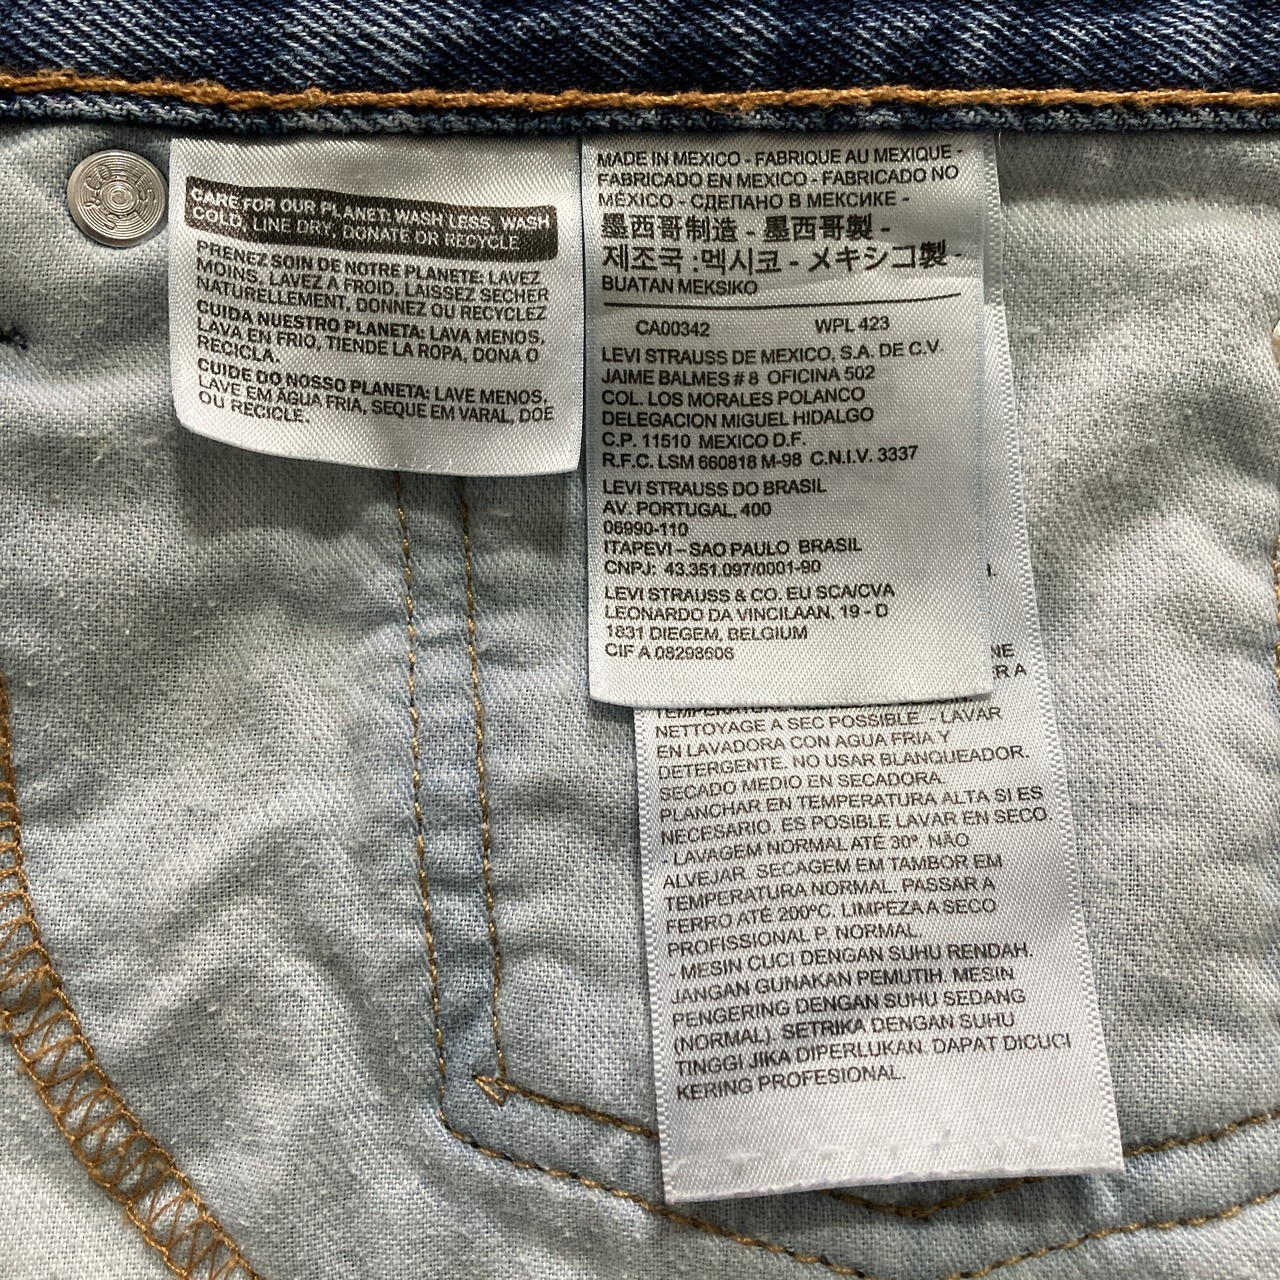 CARE FOR OUR PLANET: WASH LESS, WASH
COLD, LINE DRY, DONATE OR RECYCLE
PRENEZ SOIN DE NOTRE PLANETE: LAVEZ
MOINS, LAVEZ A FROID, LAISSEZ SECHER
NATURELLEMENT, DONNEZ OU RECYCLEZ
CUIDA NUESTRO PLANETA: LAVA MENOS,
LAVA EN FRIO, TIENDE LA ROPA, DONA O
RECICLA.
CUIDE DO NOSSO PLANETA: LAVE MENOS,
LAVE EM ÁGUA FRIA, SEQUE EM VARAL, DOE
OU RECICLE.
MADE IN MEXICO - FABRIQUE AU MEXIQUE -
FABRICADO EN MEXICO - FABRICADO NO
MÉXICO - СДЕЛАНО В МЕКСИКЕ -
墨西哥制造 - 墨西哥製 -
제조국 :멕시코 - メキシコ製 -
BUATAN MEKSIKO
CA00342 WPL 423
LEVI STRAUSS DE MEXICO, S.A. DE C.V.
JAIME BALMES # 8 OFICINA 502
COL. LOS MORALES POLANCO
DELEGACION MIGUEL HIDALGO
C.P. 11510 MEXICO D.F.
R.F.C. LSM 660818 M-98 C.N.I.V. 3337
LEVI STRAUSS DO BRASIL
AV. PORTUGAL, 400
06990-110
ITAPEVI – SAO PAULO BRASIL
CNPJ: 43.351.097/0001-90
LEVI STRAUSS & CO. EU SCA/CVA
LEONARDO DA VINCILAAN, 19 - D
1831 DIEGEM, BELGIUM
CIF A 08298606
NE
R A
NETTOYAGE A SEC POSSIBLE. - LAVAR
EN LAVADORA CON AGUA FRIA Y
DETERGENTE. NO USAR BLANQUEADOR.
SECADO MEDIO EN SECADORA.
PLANCHAR EN TEMPERATURA ALTA SI ES
NECESARIO. ES POSIBLE LAVAR EN SECO.
- LAVAGEM NORMAL ATÉ 30º. NÃO
ALVEJAR. SECAGEM EM TAMBOR EM
TEMPERATURA NORMAL. PASSAR A
FERRO ATÉ 200ºC. LIMPEZA A SECO
PROFISSIONAL P. NORMAL.
- MESIN CUCI DENGAN SUHU RENDAH.
JANGAN GUNAKAN PEMUTIH. MESIN
PENGERING DENGAN SUHU SEDANG
(NORMAL). SETRIKA DENGAN SUHU
TINGGI JIKA DIPERLUKAN. DAPAT DICUCI
KERING PROFESIONAL.